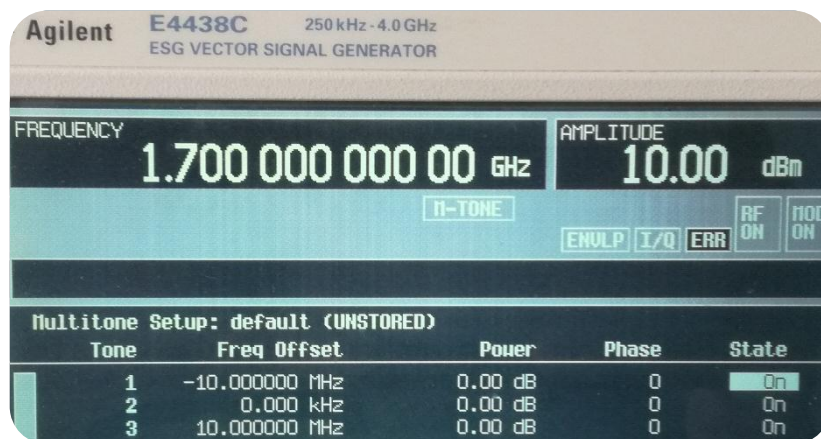 Agilent E4438C 250 kHz - 4.0 GHz
ESG VECTOR SIGNAL GENERATOR
FREQUENCY
1.700 000 000 00 GHz
AMPLITUDE
10.00 dBm
M-TONE
ENVLP I/Q ERR
RF ON
MOD ON
Multitone Setup: default (UNSTORED)
Tone Freq Offset Power Phase State
1 -10.000000 MHz 0.00 dB 0 On
2 0.000 kHz 0.00 dB 0 On
3 10.000000 MHz 0.00 dB 0 On